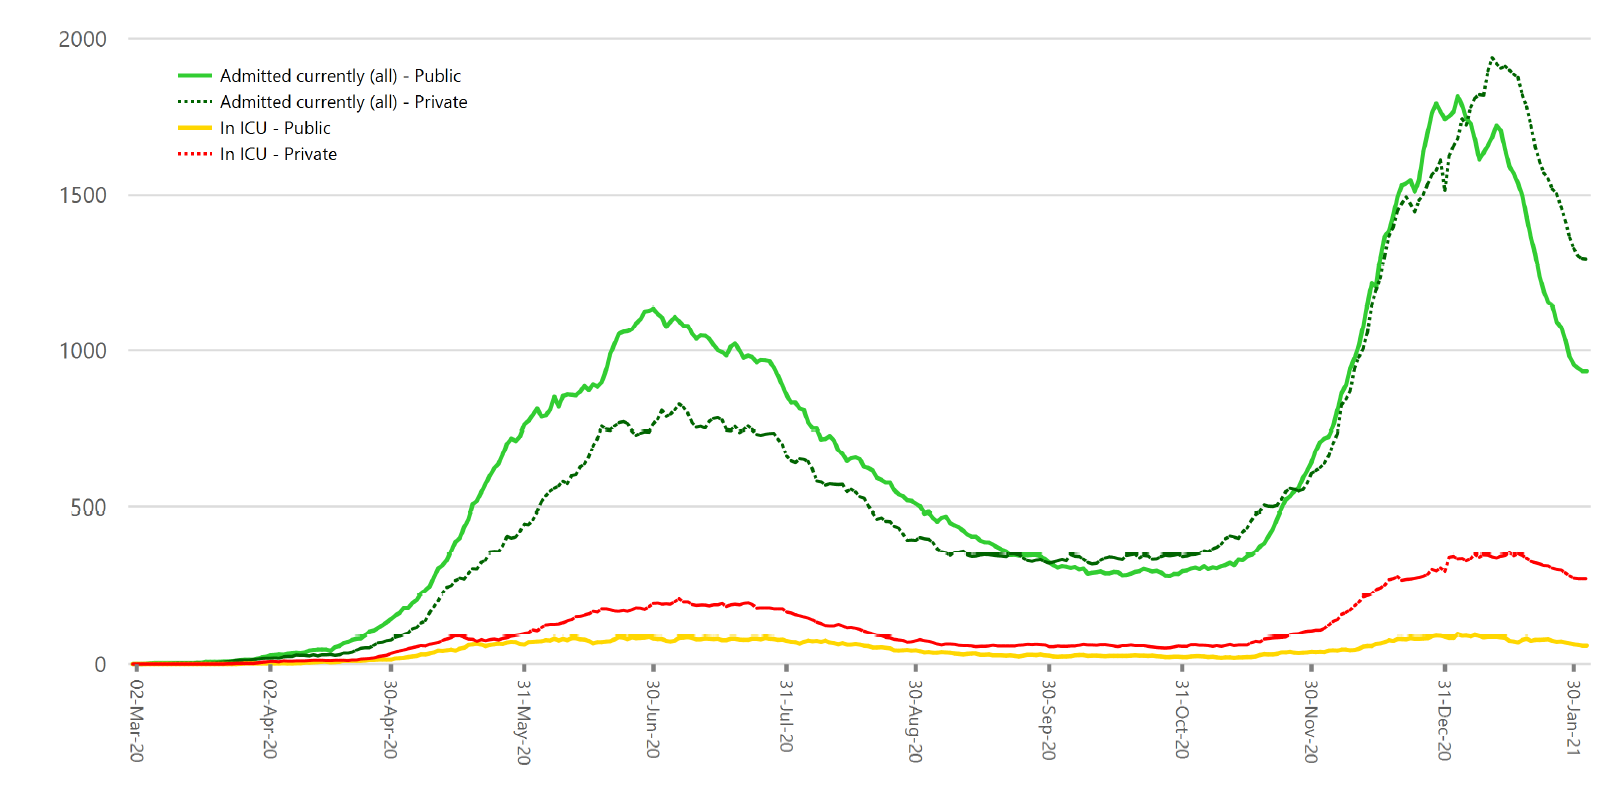 2000
Admitted currently (all) - Public
Admitted currently (all) - Private
In ICU - Public
In ICU - Private
1500
1000
500
0
02-Mar-20
02-Apr-20
30-Apr-20
31-May-20
30-Jun-20
31-Jul-20
30-Aug-20
30-Sep-20
31-Oct-20
30-Nov-20
31-Dec-20
30-Jan-21